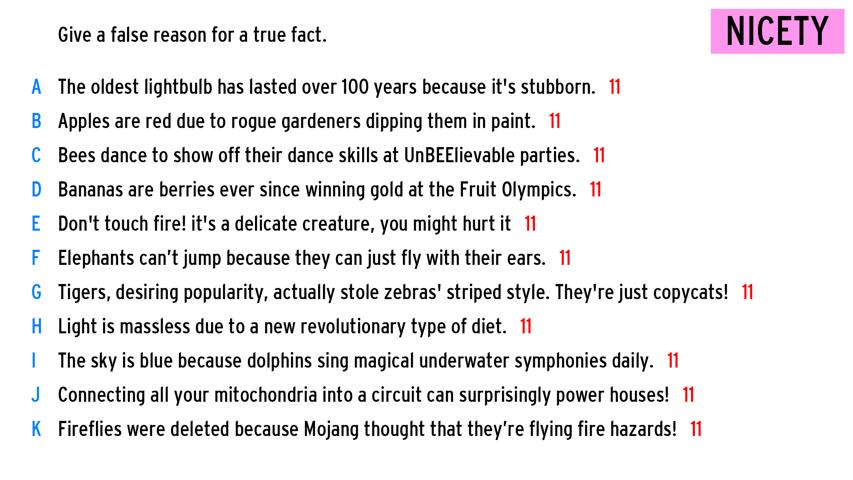 Give a false reason for a true fact.
NICETY
A The oldest lightbulb has lasted over 100 years because it's stubborn. 11
B Apples are red due to rogue gardeners dipping them in paint. 11
C Bees dance to show off their dance skills at UnBEElievable parties. 11
D Bananas are berries ever since winning gold at the Fruit Olympics. 11
E Don't touch fire! it's a delicate creature, you might hurt it 11
F Elephants can’t jump because they can just fly with their ears. 11
G Tigers, desiring popularity, actually stole zebras' striped style. They're just copycats! 11
H Light is massless due to a new revolutionary type of diet. 11
I The sky is blue because dolphins sing magical underwater symphonies daily. 11
J Connecting all your mitochondria into a circuit can surprisingly power houses! 11
K Fireflies were deleted because Mojang thought that they’re flying fire hazards! 11